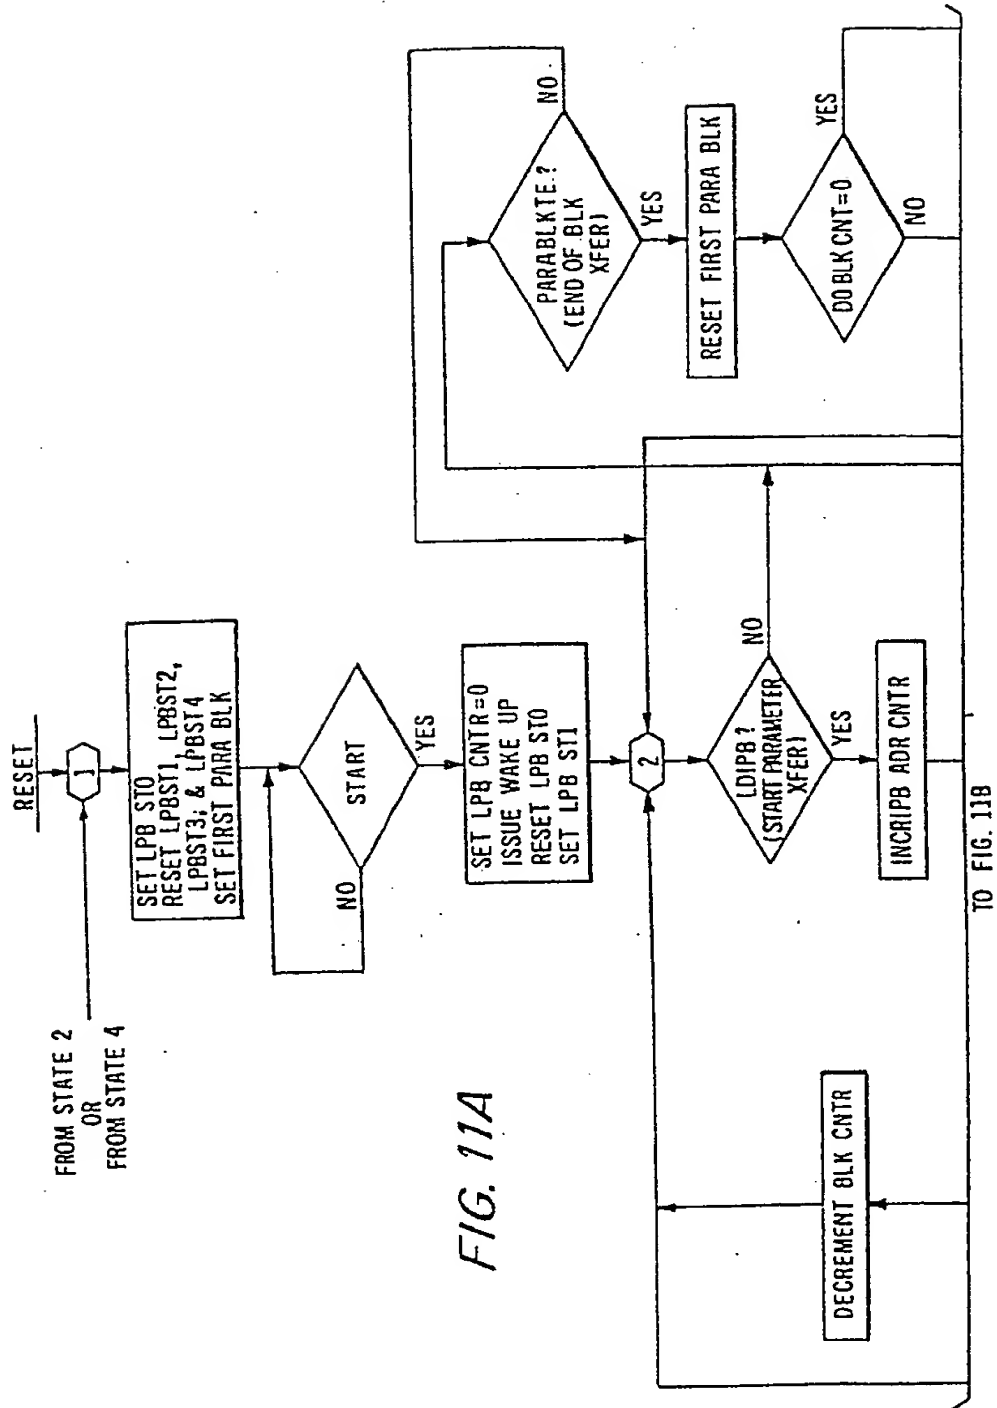 RESET
1
FROM STATE 2
OR
FROM STATE 4
SET LPB ST0
RESET LPBST1, LPBST2,
LPBST3; & LPBST4
SET FIRST PARA BLK
START
NO
YES
SET LPB CNTR=0
ISSUE WAKE UP
RESET LPB ST0
SET LPB ST1
2
LDIPB?
(START PARAMETER
XFER)
NO
YES
INCRIPB ADR CNTR
DECREMENT BLK CNTR
PARABLKTE.?
(END OF BLK
XFER)
NO
YES
RESET FIRST PARA BLK
DO BLK CNT=0
YES
NO
TO FIG. 11B
FIG. 11A